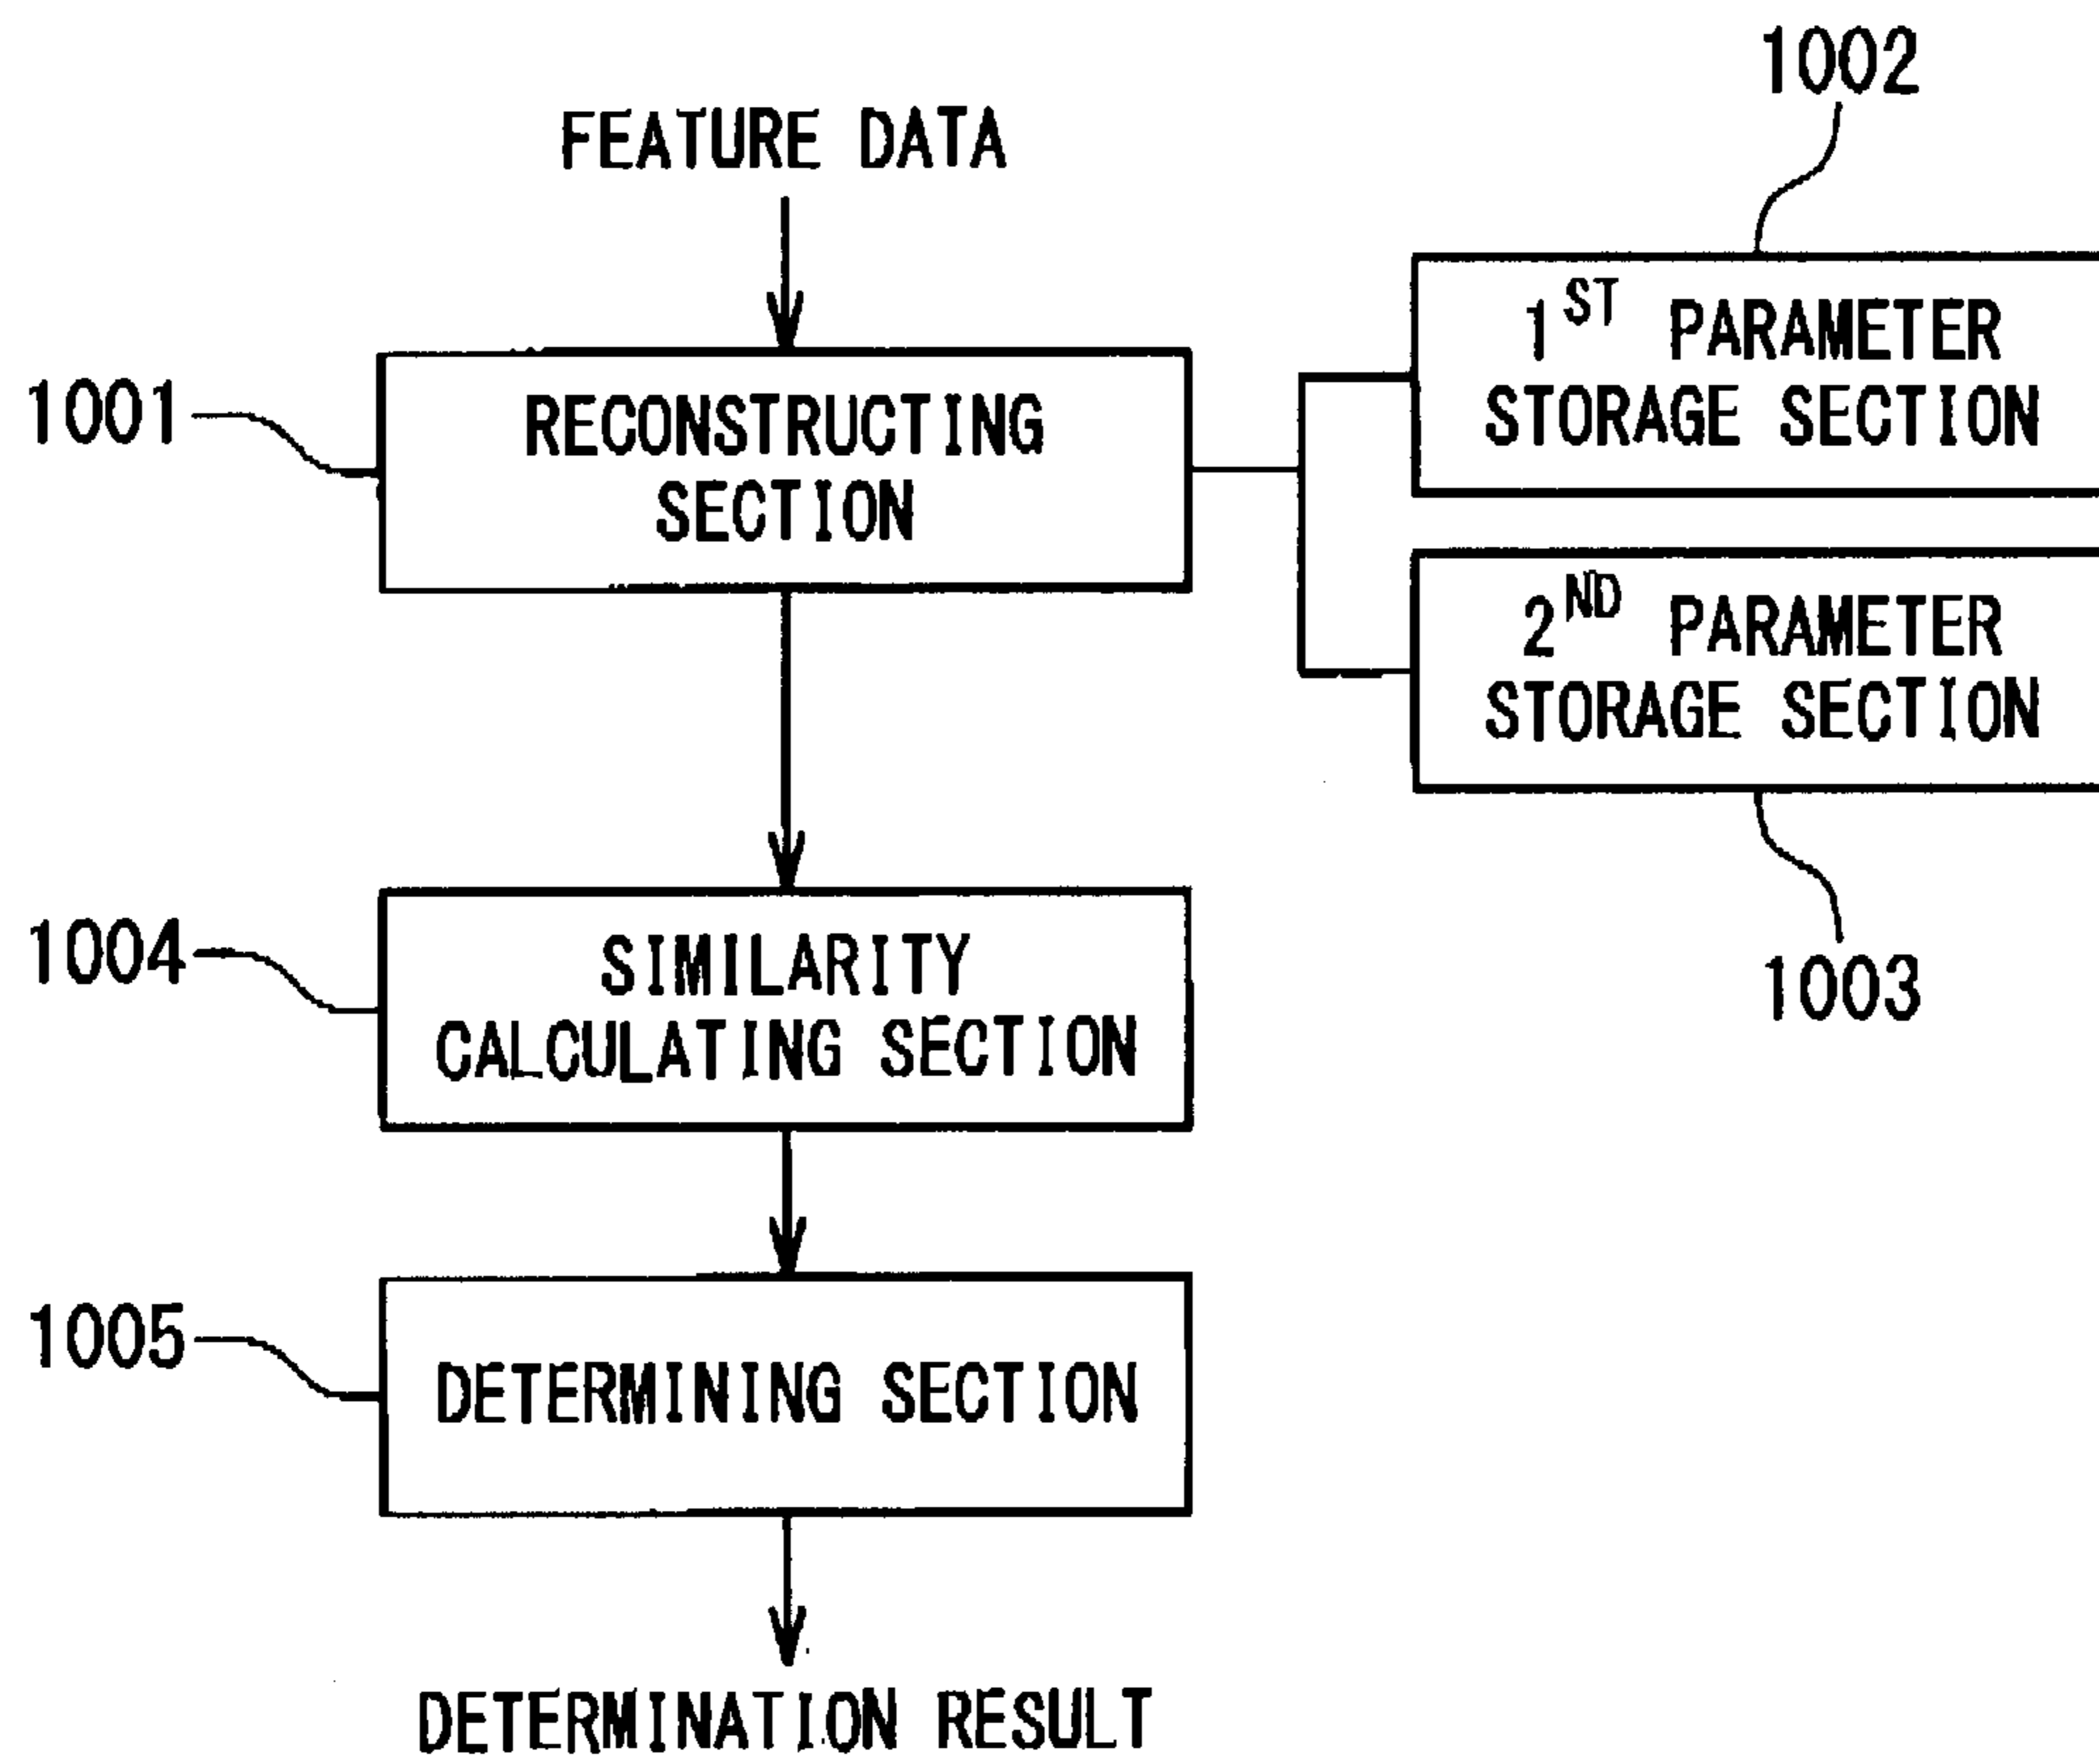 1002
FEATURE DATA
1ST PARAMETER
STORAGE SECTION
1001
RECONSTRUCTING
SECTION
2ND PARAMETER
STORAGE SECTION
1003
1004
SIMILARITY
CALCULATING SECTION
1005
DETERMINING SECTION
DETERMINATION RESULT